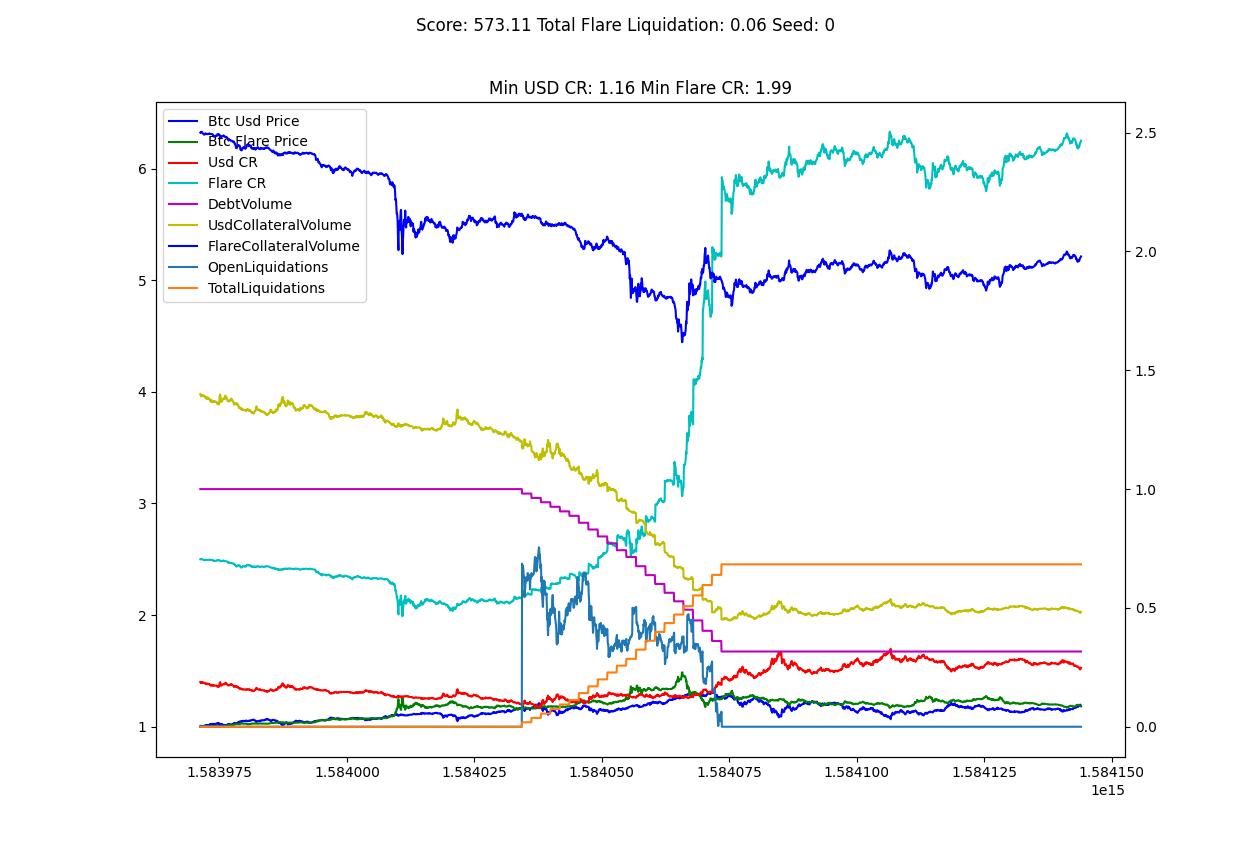 Score: 573.11 Total Flare Liquidation: 0.06 Seed: 0
Min USD CR: 1.16 Min Flare CR: 1.99
Btc Usd Price
Btc Flare Price
Usd CR
Flare CR
DebtVolume
UsdCollateralVolume
FlareCollateralVolume
OpenLiquidations
TotalLiquidations
6
5
4
3
2
1
2.5
2.0
1.5
1.0
0.5
0.0
1.583975 1.584000 1.584025 1.584050 1.584075 1.584100 1.584125 1.584150
1e15